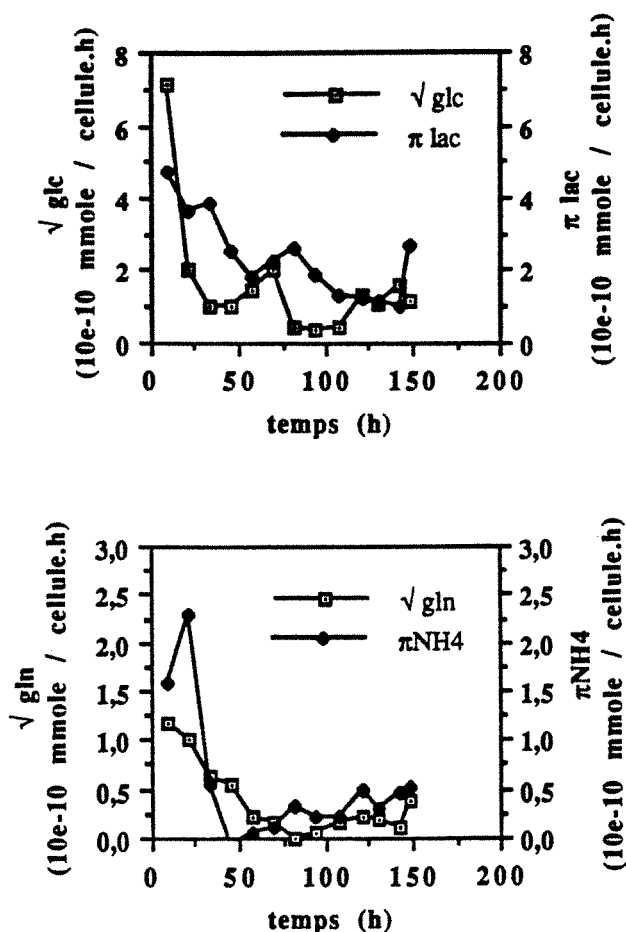 √ glc
π lac
8
6
4
2
0
8
6
4
2
0
√ glc
(10e-10 mmole / cellule.h)
π lac
(10e-10 mmole / cellule.h)
0 50 100 150 200
temps (h)
√ gln
πNH4
3,0
2,5
2,0
1,5
1,0
0,5
0,0
3,0
2,5
2,0
1,5
1,0
0,5
0,0
√ gln
(10e-10 mmole / cellule.h)
πNH4
(10e-10 mmole / cellule.h)
0 50 100 150 200
temps (h)